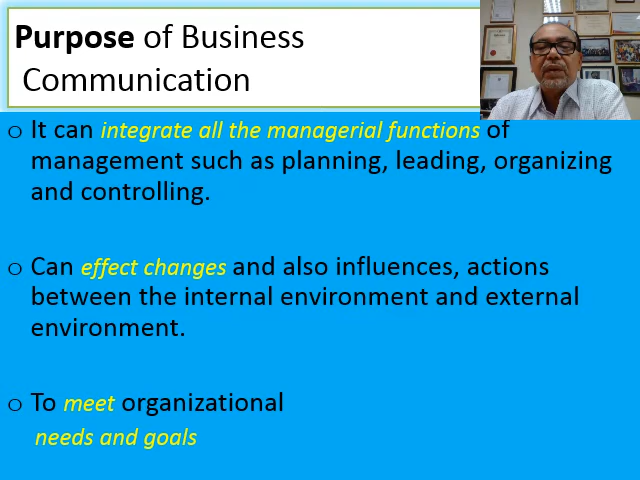 Purpose of Business
Communication
o It can integrate all the managerial functions of
management such as planning, leading, organizing
and controlling.
o Can effect changes and also influences, actions
between the internal environment and external
environment.
o To meet organizational
needs and goals